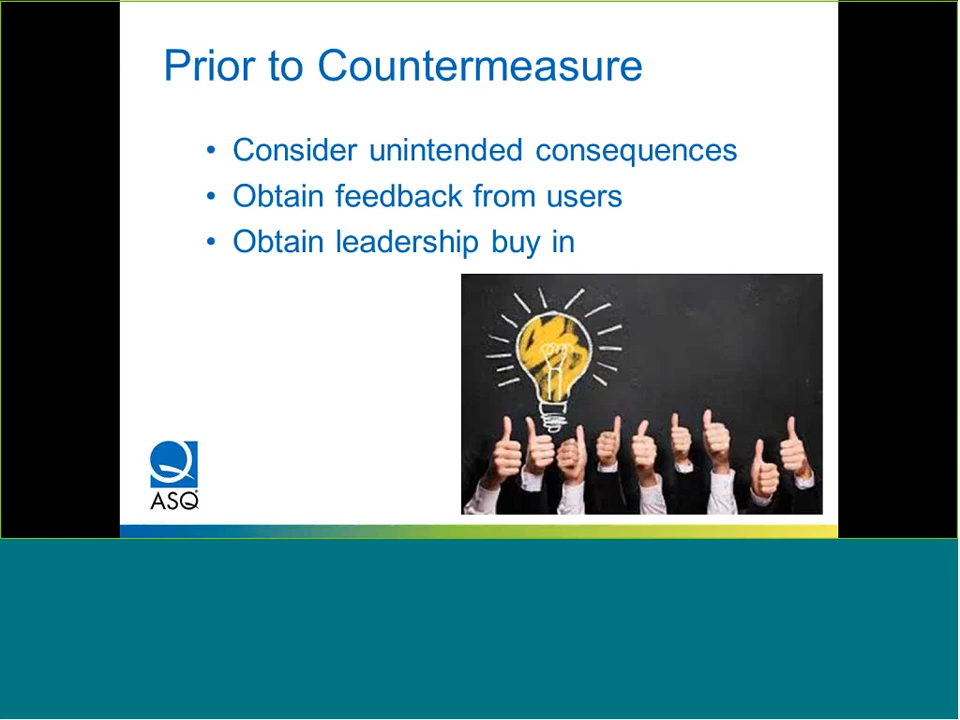 Prior to Countermeasure
• Consider unintended consequences
• Obtain feedback from users
• Obtain leadership buy in
ASQ